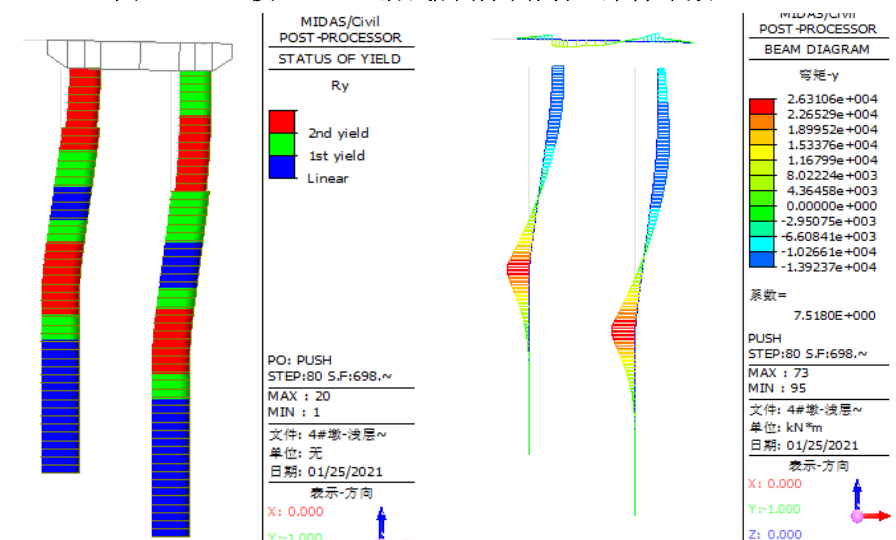 MIDAS/Civil
POST-PROCESSOR
STATUS OF YIELD
Ry
2nd yield
1st yield
Linear
PO: PUSH
STEP:80 S.F:698.~
MAX : 20
MIN : 1
文件: 4#墩-浅层~
单位: 无
日期: 01/25/2021
表示-方向
X: 0.000
Y:-1.000
MIDAS/Civil
POST-PROCESSOR
BEAM DIAGRAM
弯矩-y
2.63106e+004
2.26529e+004
1.89952e+004
1.53376e+004
1.16799e+004
8.02224e+003
4.36458e+003
0.00000e+000
-2.95075e+003
-6.60841e+003
-1.02661e+004
-1.39237e+004
系数=
7.5180E+000
PUSH
STEP:80 S.F:698.~
MAX : 73
MIN : 95
文件: 4#墩-浅层~
单位: kN*m
日期: 01/25/2021
表示-方向
X: 0.000
Y:-1.000
Z: 0.000